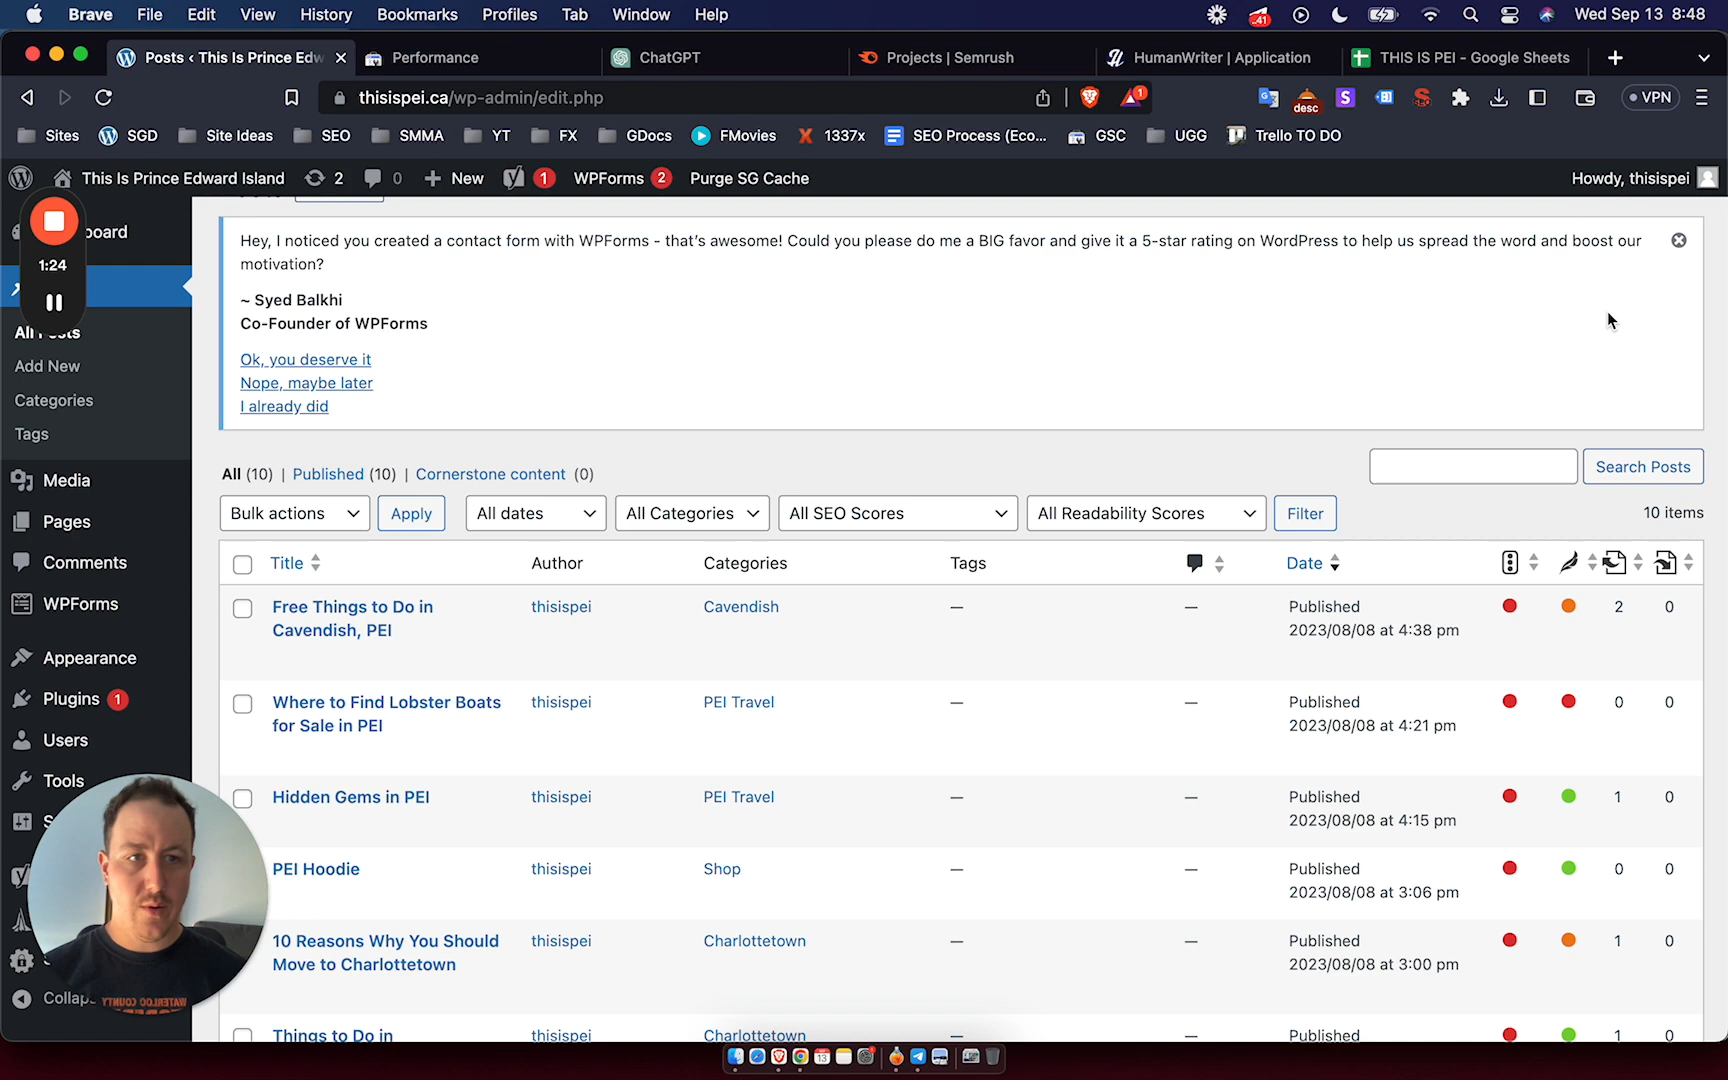 Brave File Edit View History Bookmarks Profiles Tab Window Help
.41
Wed Sep 13 8:48
Posts ‹ This Is Prince Edw
Performance
ChatGPT
Projects | Semrush
HumanWriter | Application
THIS IS PEI - Google Sheets
thisispei.ca/wp-admin/edit.php
1
desc
S
VPN
Sites SGD Site Ideas SEO SMMA YT FX GDocs FMovies 1337x SEO Process (Eco... GSC UGG Trello TO DO
This Is Prince Edward Island 2 0 New 1 WPForms 2 Purge SG Cache
Howdy, thisispei
board
1:24
All Posts
Add New
Categories
Tags
Media
Pages
Comments
WPForms
Appearance
Plugins 1
Users
Tools
S
Collaps
WATERLOO COUNTY
Hey, I noticed you created a contact form with WPForms - that’s awesome! Could you please do me a BIG favor and give it a 5-star rating on WordPress to help us spread the word and boost our
motivation?
~ Syed Balkhi
Co-Founder of WPForms
Ok, you deserve it
Nope, maybe later
I already did
All (10) | Published (10) | Cornerstone content (0)
Search Posts
Bulk actions Apply All dates All Categories All SEO Scores All Readability Scores Filter
10 items
Title Author Categories Tags Date
Free Things to Do in thisispei Cavendish — — Published 2 0
Cavendish, PEI 2023/08/08 at 4:38 pm
Where to Find Lobster Boats thisispei PEI Travel — — Published 0 0
for Sale in PEI 2023/08/08 at 4:21 pm
Hidden Gems in PEI thisispei PEI Travel — — Published 1 0
2023/08/08 at 4:15 pm
PEI Hoodie thisispei Shop — — Published 0 0
2023/08/08 at 3:06 pm
10 Reasons Why You Should thisispei Charlottetown — — Published 1 0
Move to Charlottetown 2023/08/08 at 3:00 pm
Things to Do in thisispei Charlottetown — — Published 1 0